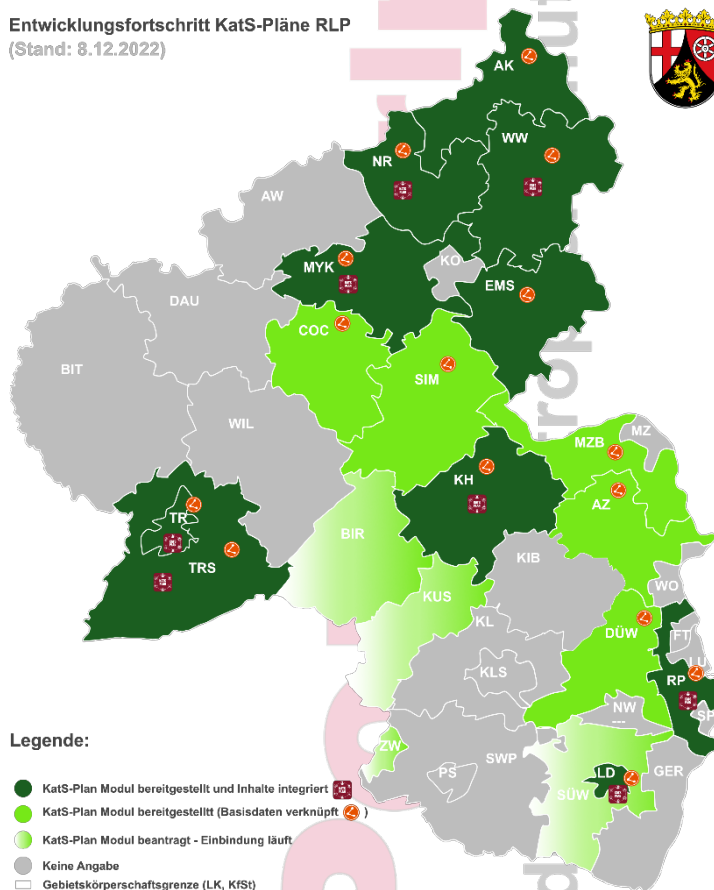 Entwicklungsfortschritt KatS-Pläne RLP
(Stand: 8.12.2022)
AK
WW
NR
AW
KO
MYK
EMS
DAU
COC
BIT
SIM
WIL
MZ
MZB
KH
AZ
TR
BIR
KIB
TRS
WO
KUS
KL
DÜW
FT
LU
KLS
RP
NW
---
SP
ZW
SWP
PS
LD
GER
SÜW
Legende:
KatS-Plan Modul bereitgestellt und Inhalte integriert
KatS-Plan Modul bereitgestelltt (Basisdaten verknüpft )
KatS-Plan Modul beantragt - Einbindung läuft
Keine Angabe
Gebietskörperschaftsgrenze (LK, KfSt)